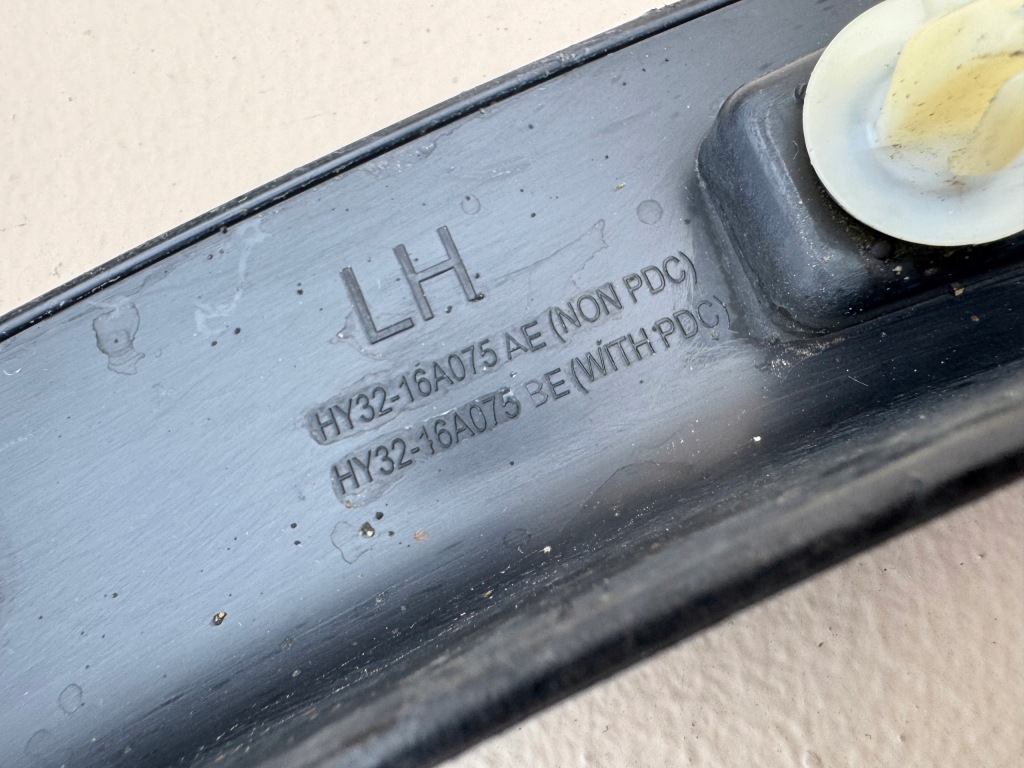 LH
HY32-16A075 AE (NON PDC)
HY32-16A075 BE (WITH PDC)